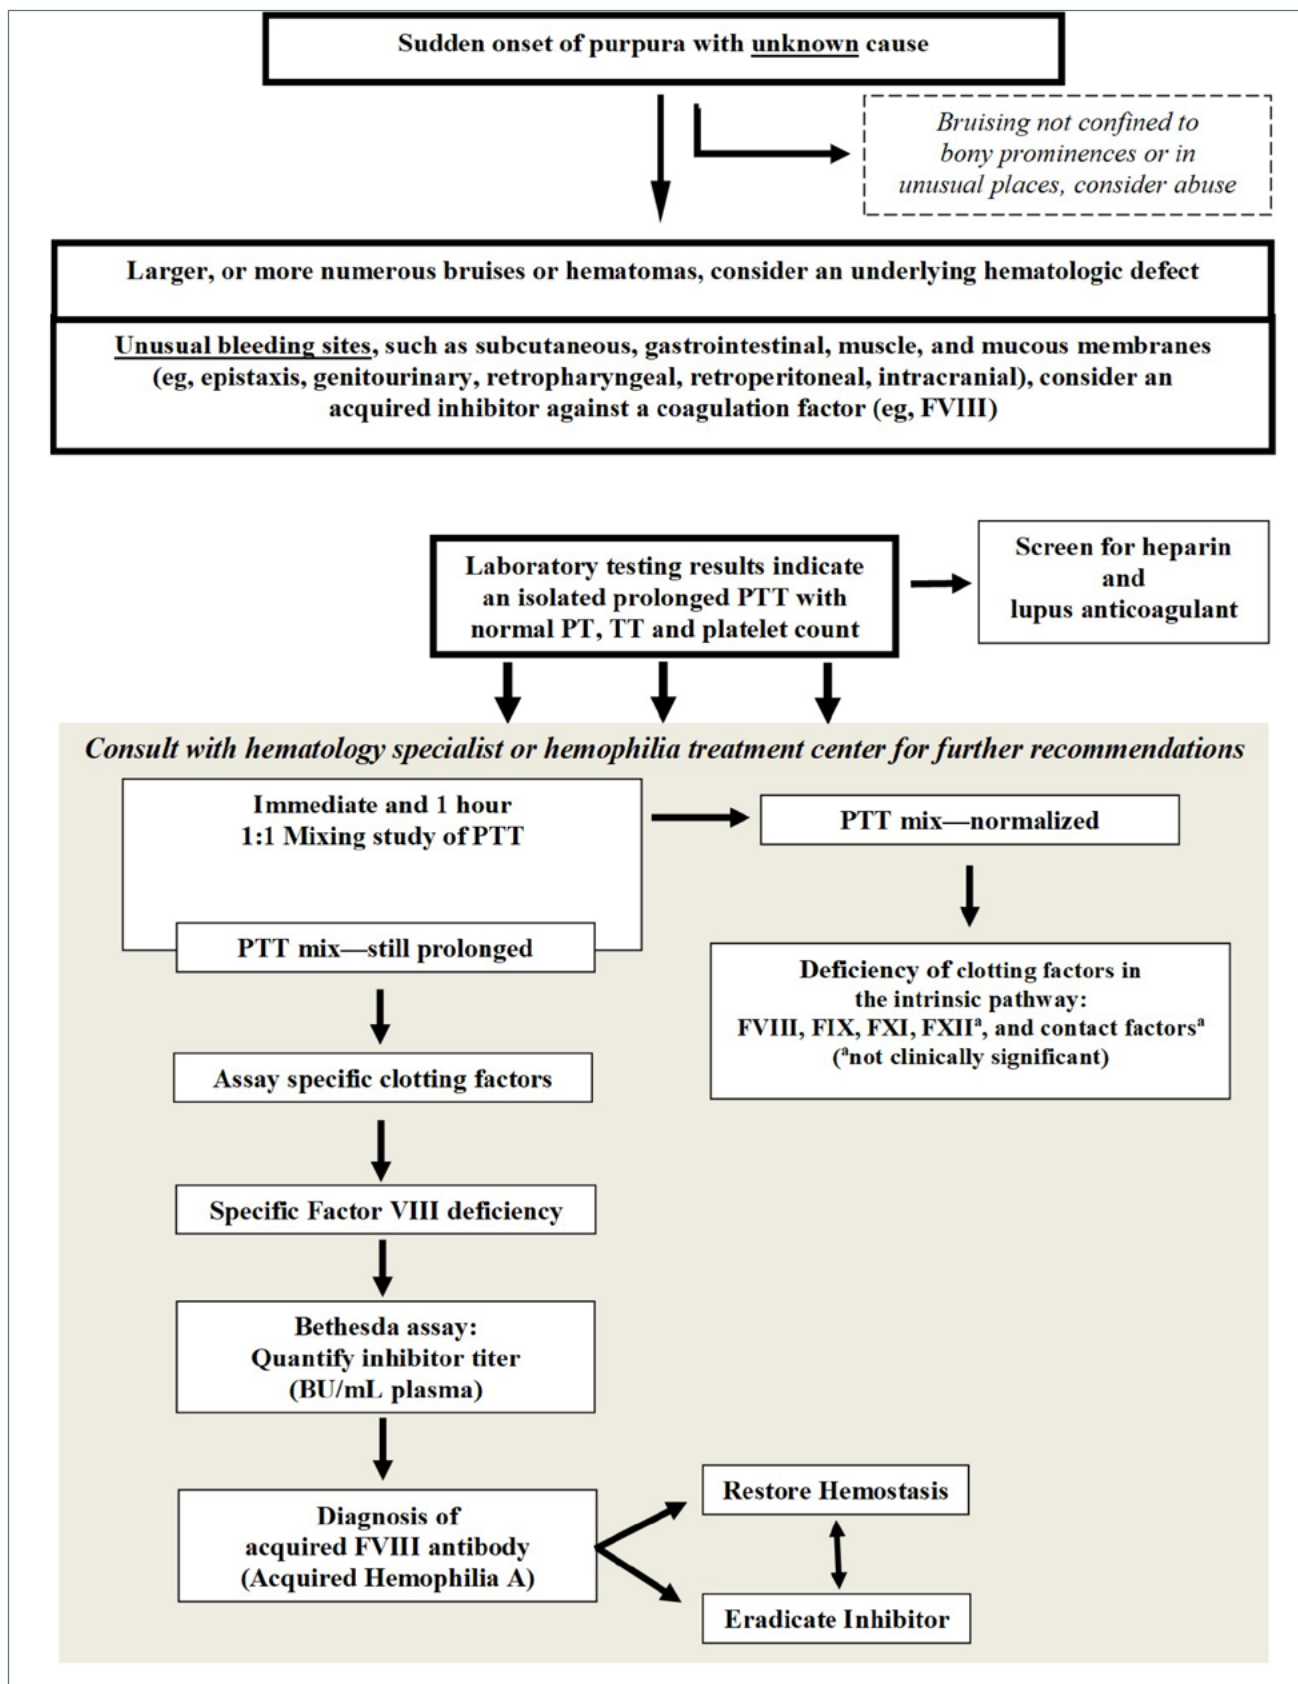 Sudden onset of purpura with unknown cause
Bruising not confined to
bony prominences or in
unusual places, consider abuse
Larger, or more numerous bruises or hematomas, consider an underlying hematologic defect
Unusual bleeding sites, such as subcutaneous, gastrointestinal, muscle, and mucous membranes
(eg, epistaxis, genitourinary, retropharyngeal, retroperitoneal, intracranial), consider an
acquired inhibitor against a coagulation factor (eg, FVIII)
Laboratory testing results indicate
an isolated prolonged PTT with
normal PT, TT and platelet count
Screen for heparin
and
lupus anticoagulant
Consult with hematology specialist or hemophilia treatment center for further recommendations
Immediate and 1 hour
1:1 Mixing study of PTT
PTT mix—normalized
PTT mix—still prolonged
Deficiency of clotting factors in
the intrinsic pathway:
FVIII, FIX, FXI, FXIIᵃ, and contact factorsᵃ
(ᵃnot clinically significant)
Assay specific clotting factors
Specific Factor VIII deficiency
Bethesda assay:
Quantify inhibitor titer
(BU/mL plasma)
Diagnosis of
acquired FVIII antibody
(Acquired Hemophilia A)
Restore Hemostasis
Eradicate Inhibitor